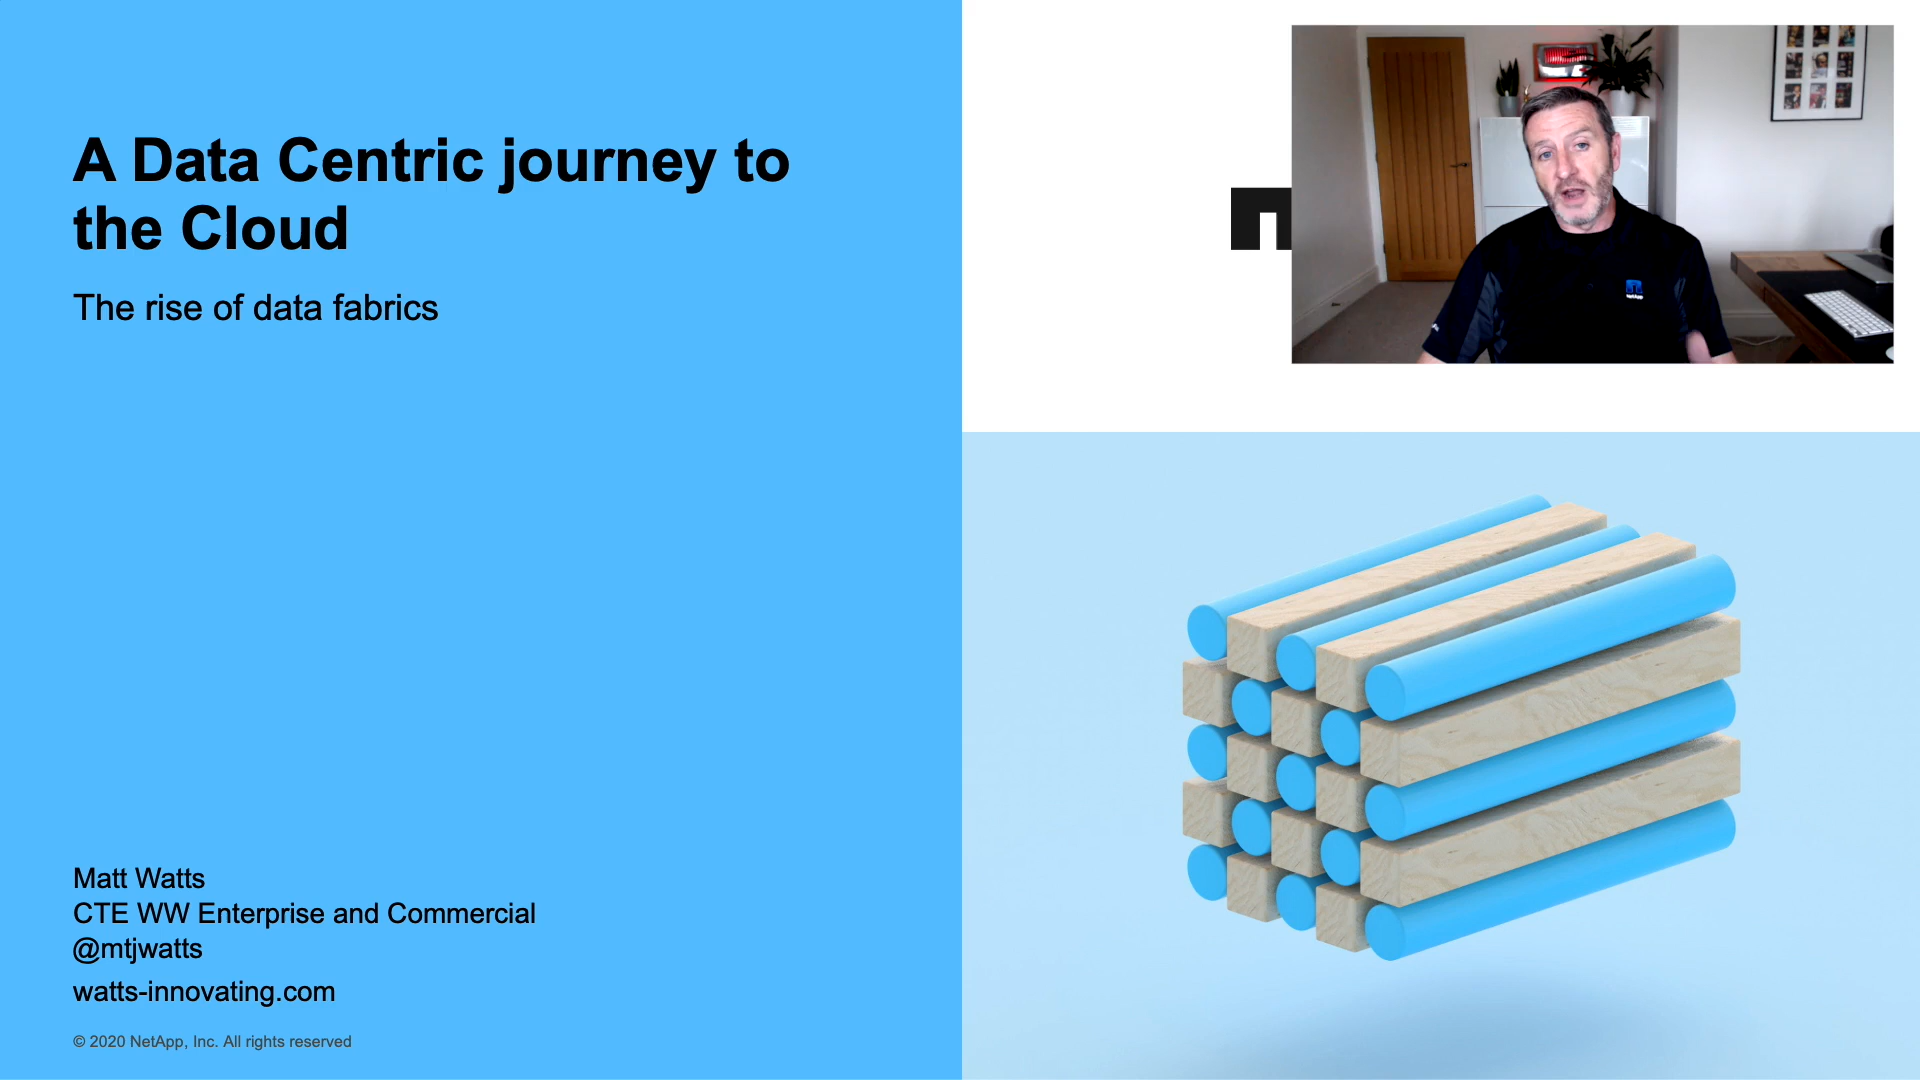 A Data Centric journey to
the Cloud
The rise of data fabrics
NetApp
Matt Watts
CTE WW Enterprise and Commercial
@mtjwatts
watts-innovating.com
© 2020 NetApp, Inc. All rights reserved